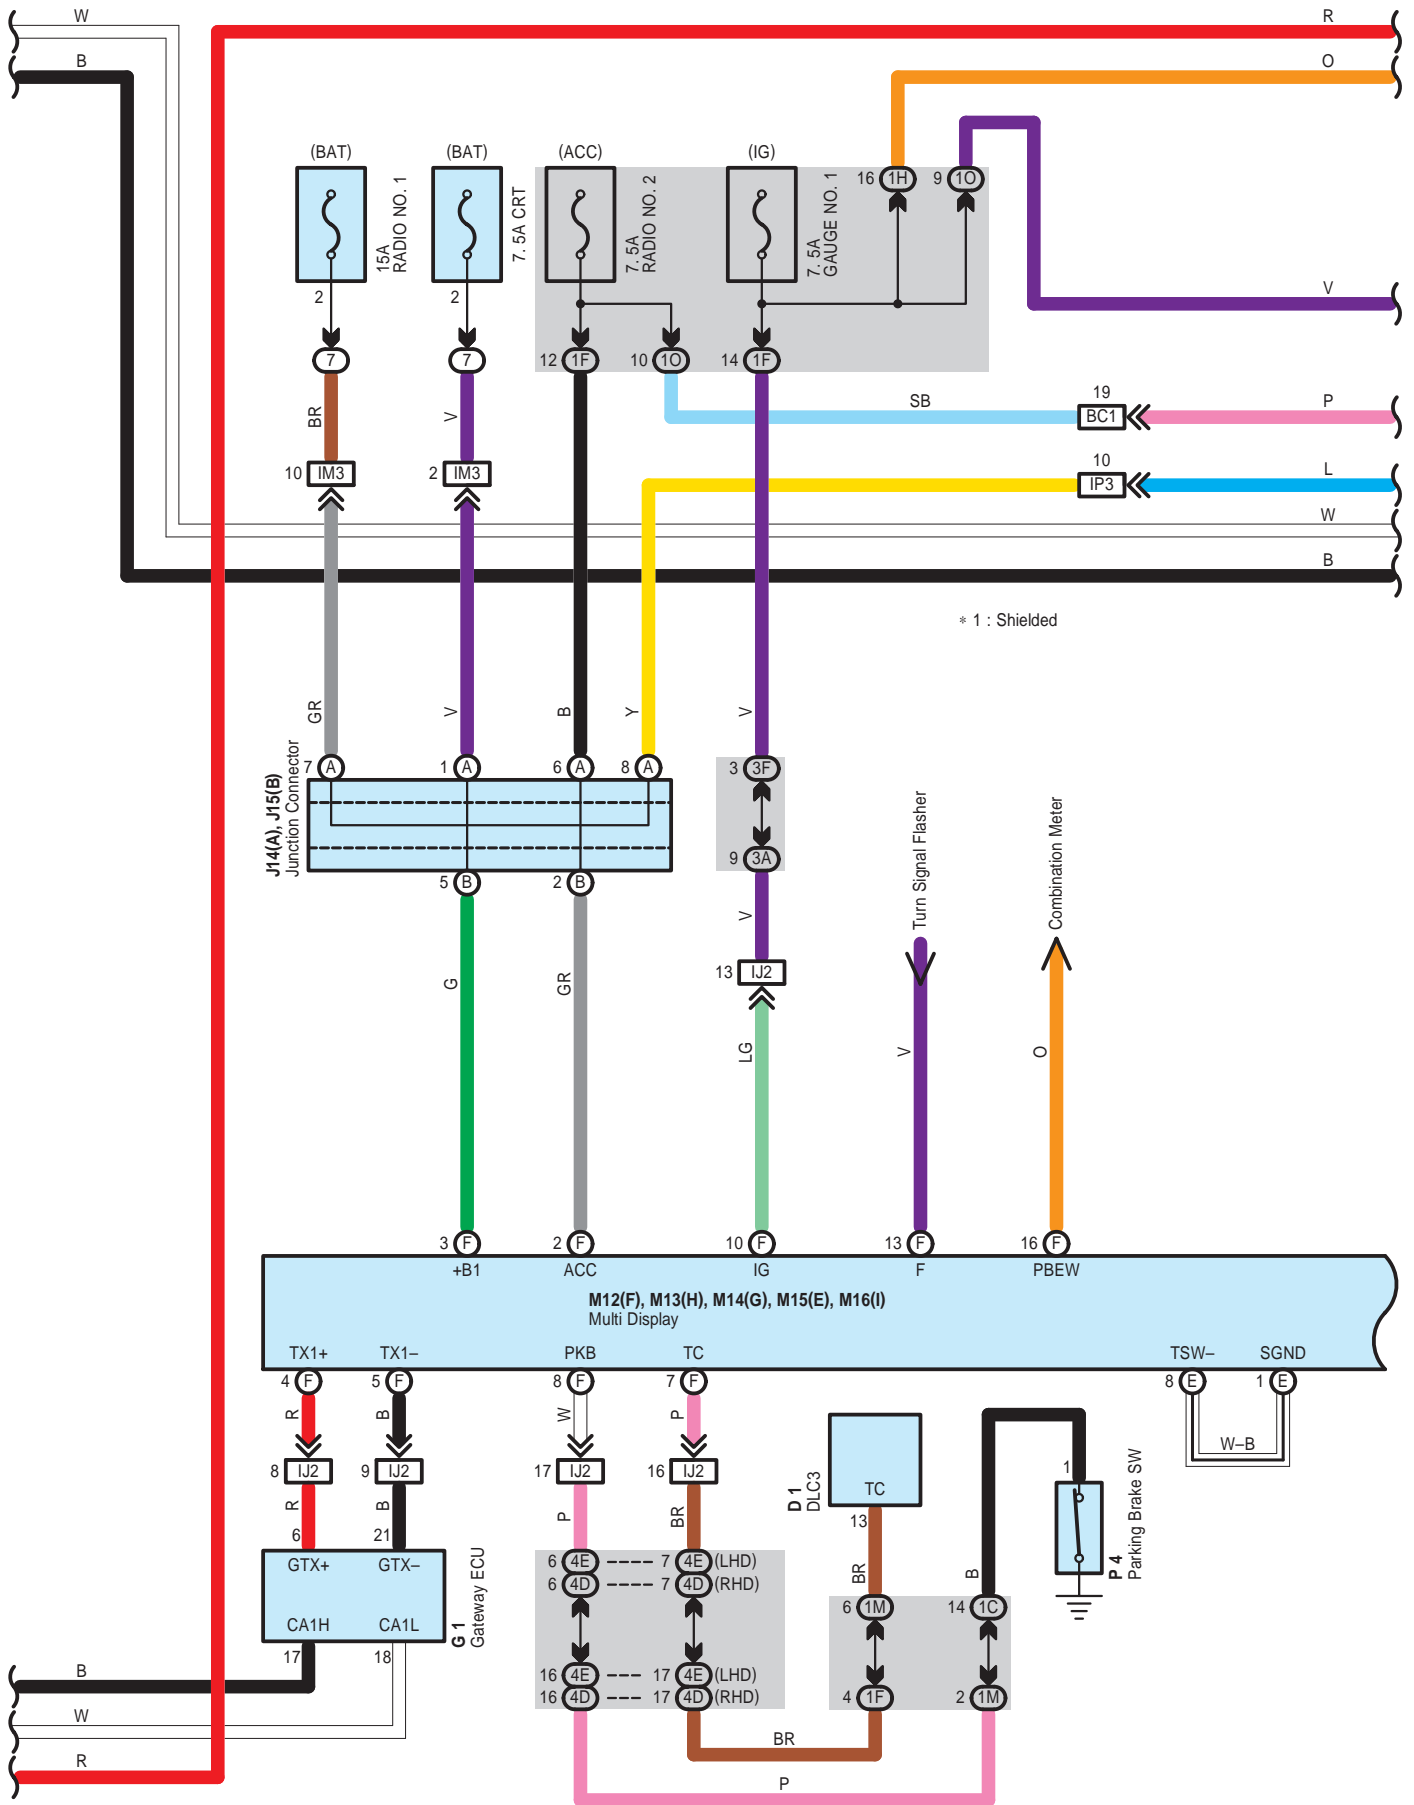 W
R
B
O
(BAT)
(BAT)
(ACC)
(IG)
15A
RADIO NO. 1
7. 5A CRT
7. 5A
RADIO NO. 2
7. 5A
GAUGE NO. 1
16 1H
9 1O
2
2
V
7
7
12 1F
10 1O
14 1F
BR
V
SB
19
BC1
P
10 IM3
2 IM3
10
IP3
L
W
B
* 1 : Shielded
GR
V
B
Y
V
J14(A), J15(B)
Junction Connector
7 A
1 A
6 A
8 A
3 3F
9 3A
5 B
2 B
V
Turn Signal Flasher
Combination Meter
G
GR
13 IJ2
LG
V
O
3 F
2 F
10 F
13 F
16 F
+B1
ACC
IG
F
PBEW
M12(F), M13(H), M14(G), M15(E), M16(I)
Multi Display
TX1+
TX1–
PKB
TC
TSW–
SGND
4 F
5 F
8 F
7 F
8 E
1 E
R
B
W
P
W–B
8 IJ2
9 IJ2
17 IJ2
16 IJ2
R
B
P
BR
D 1
DLC3
TC
13
1
P 4
Parking Brake SW
6
21
GTX+
GTX–
CA1H
CA1L
G 1
Gateway ECU
17
18
6 4E
7 4E (LHD)
6 4D
7 4D (RHD)
BR
B
6 1M
14 1C
16 4E
17 4E (LHD)
16 4D
17 4D (RHD)
4 1F
2 1M
B
W
R
BR
P